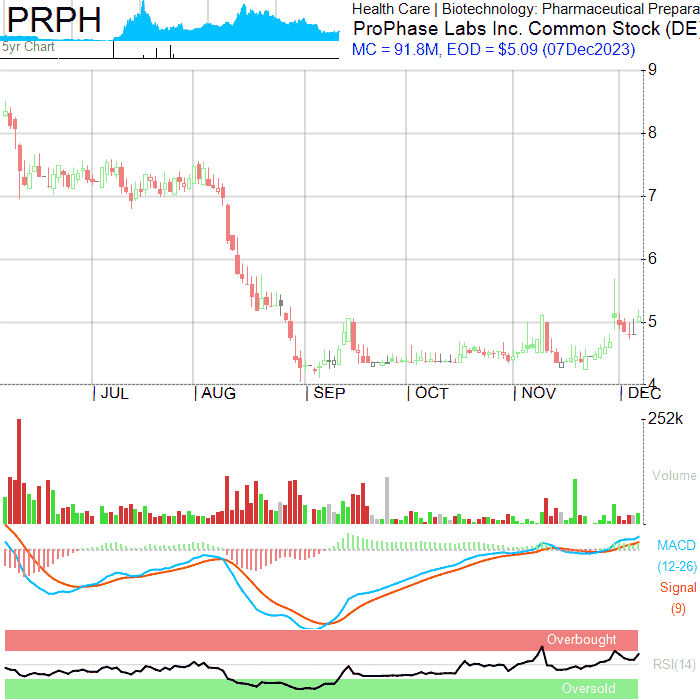 PRPH
Health Care | Biotechnology: Pharmaceutical Prepara
ProPhase Labs Inc. Common Stock (DE)
MC = 91.8M, EOD = $5.09 (07Dec2023)
5yr Chart
9
8
7
6
5
4
JUL AUG SEP OCT NOV DEC
252k
Volume
MACD
(12-26)
Signal
(9)
Overbought
RSI(14)
Oversold